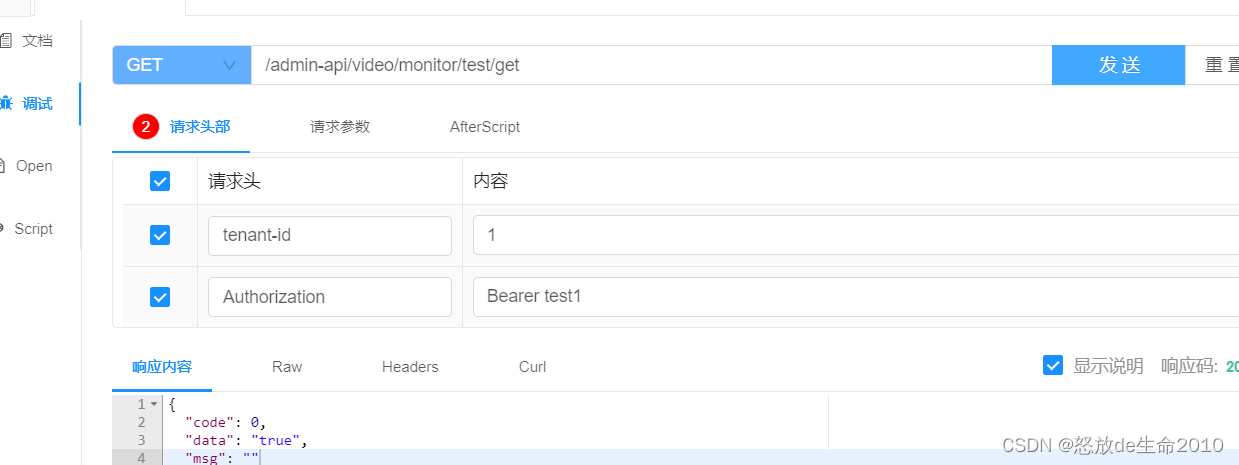 文档
调试
Open
Script
GET /admin-api/video/monitor/test/get 发 送 重 置
2 请求头部 请求参数 AfterScript
请求头 内容
tenant-id 1
Authorization Bearer test1
响应内容 Raw Headers Curl 显示说明 响应码: 20
1 {
2 "code": 0,
3 "data": "true",
4 "msg": ""
CSDN @怒放de生命2010